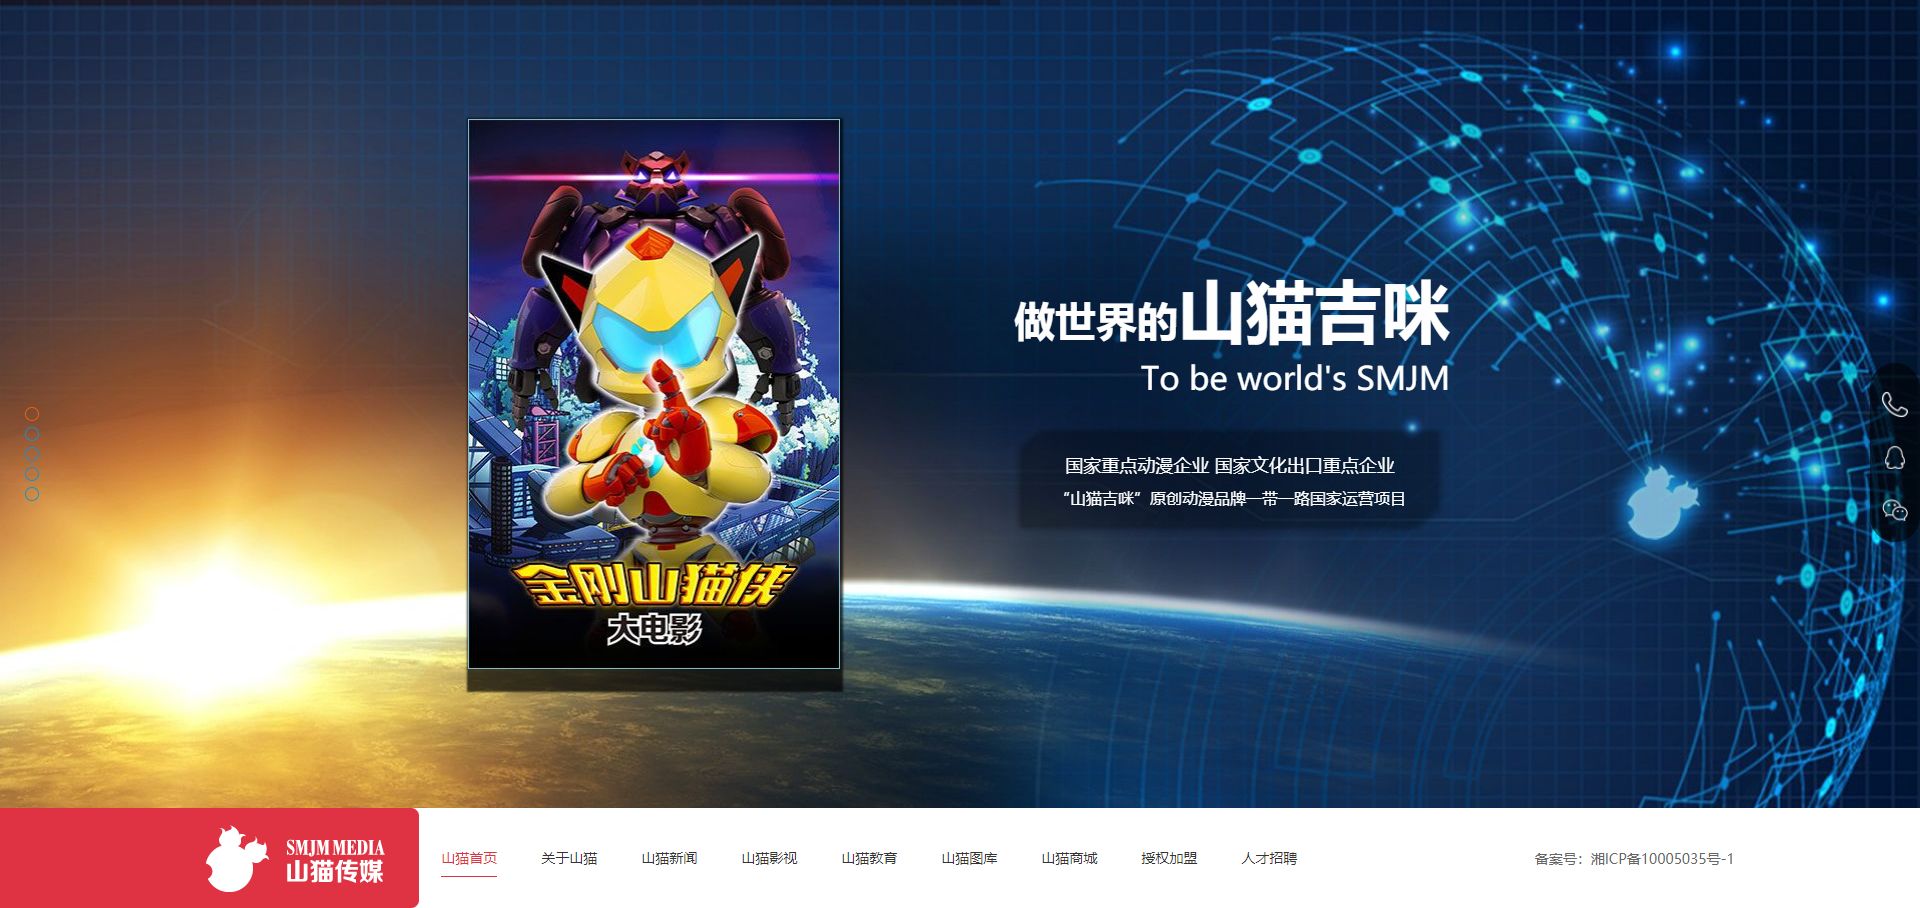 金刚山猫侠
大电影
做世界的山猫吉咪
To be world's SMJM
国家重点动漫企业 国家文化出口重点企业
“山猫吉咪”原创动漫品牌一带一路国家运营项目
SMJM MEDIA
山猫传媒
山猫首页 关于山猫 山猫新闻 山猫影视 山猫教育 山猫图库 山猫商城 授权加盟 人才招聘
备案号：湘ICP备10005035号-1